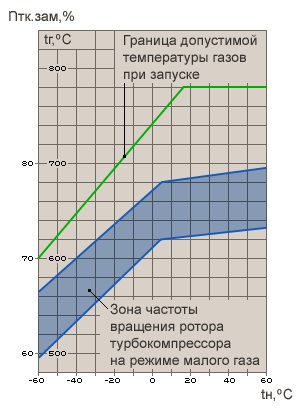 Птк.зам,%
tг,°C
Граница допустимой
температуры газов
при запуске
800
80
700
70
600
Зона частоты
вращения ротора
турбокомпрессора
на режиме малого газа
60
500
-60
-40
-20
0
20
40
60
tн,°C